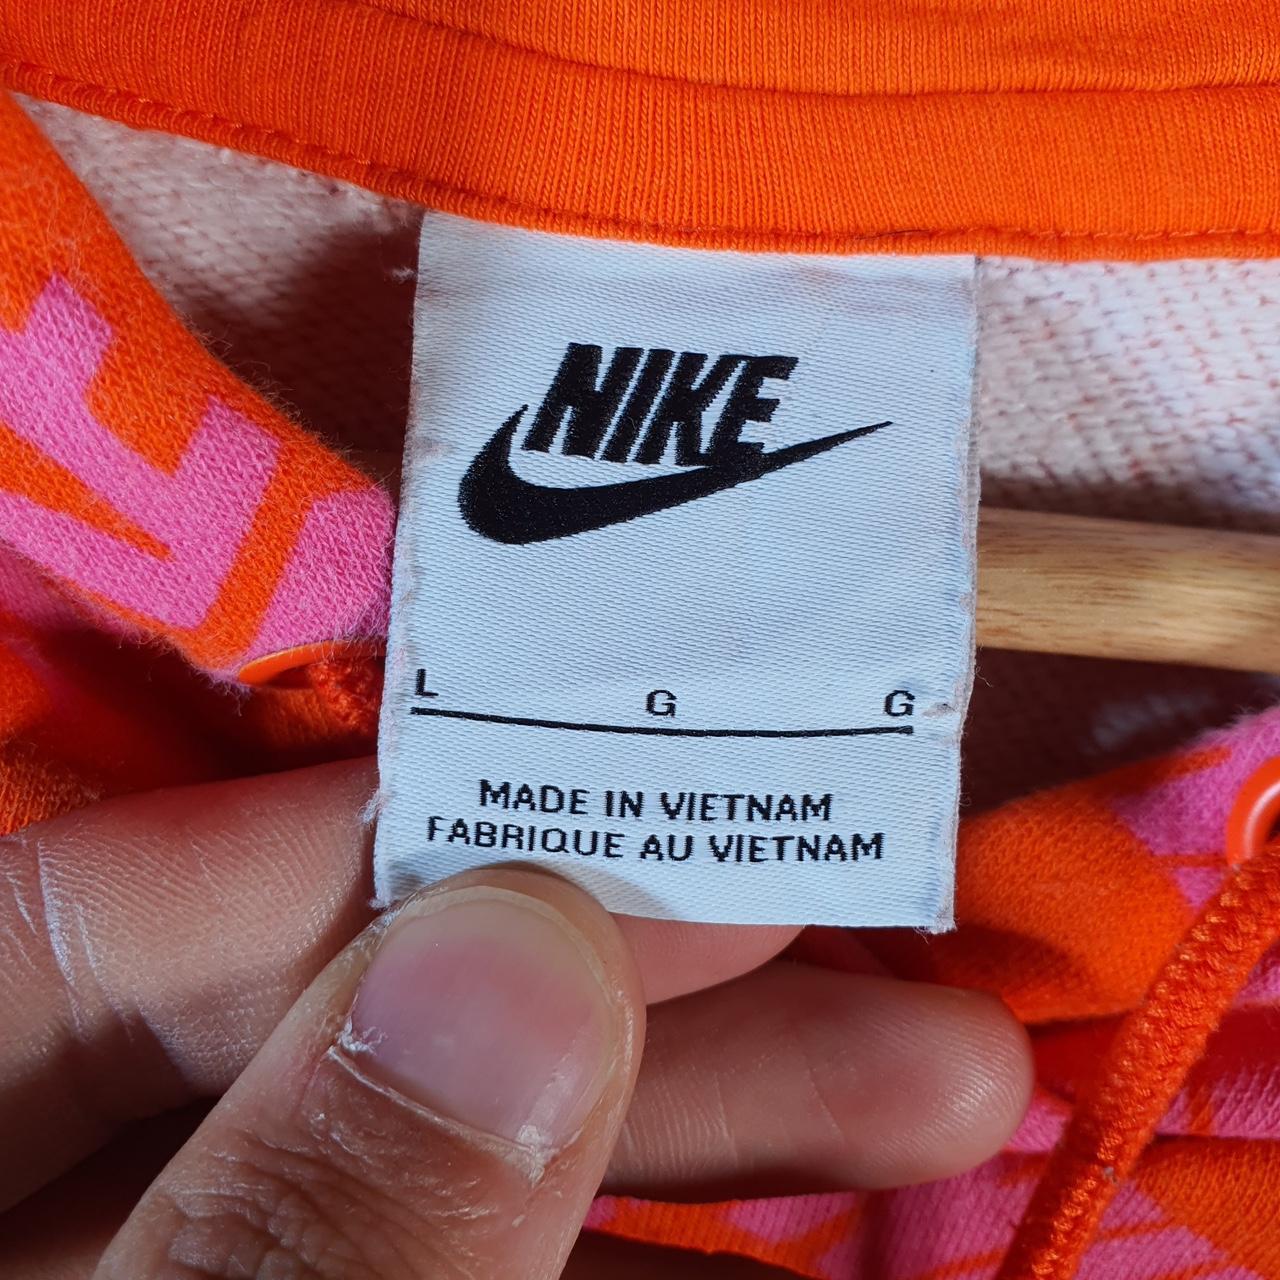 NIKE
L G G
MADE IN VIETNAM
FABRIQUE AU VIETNAM